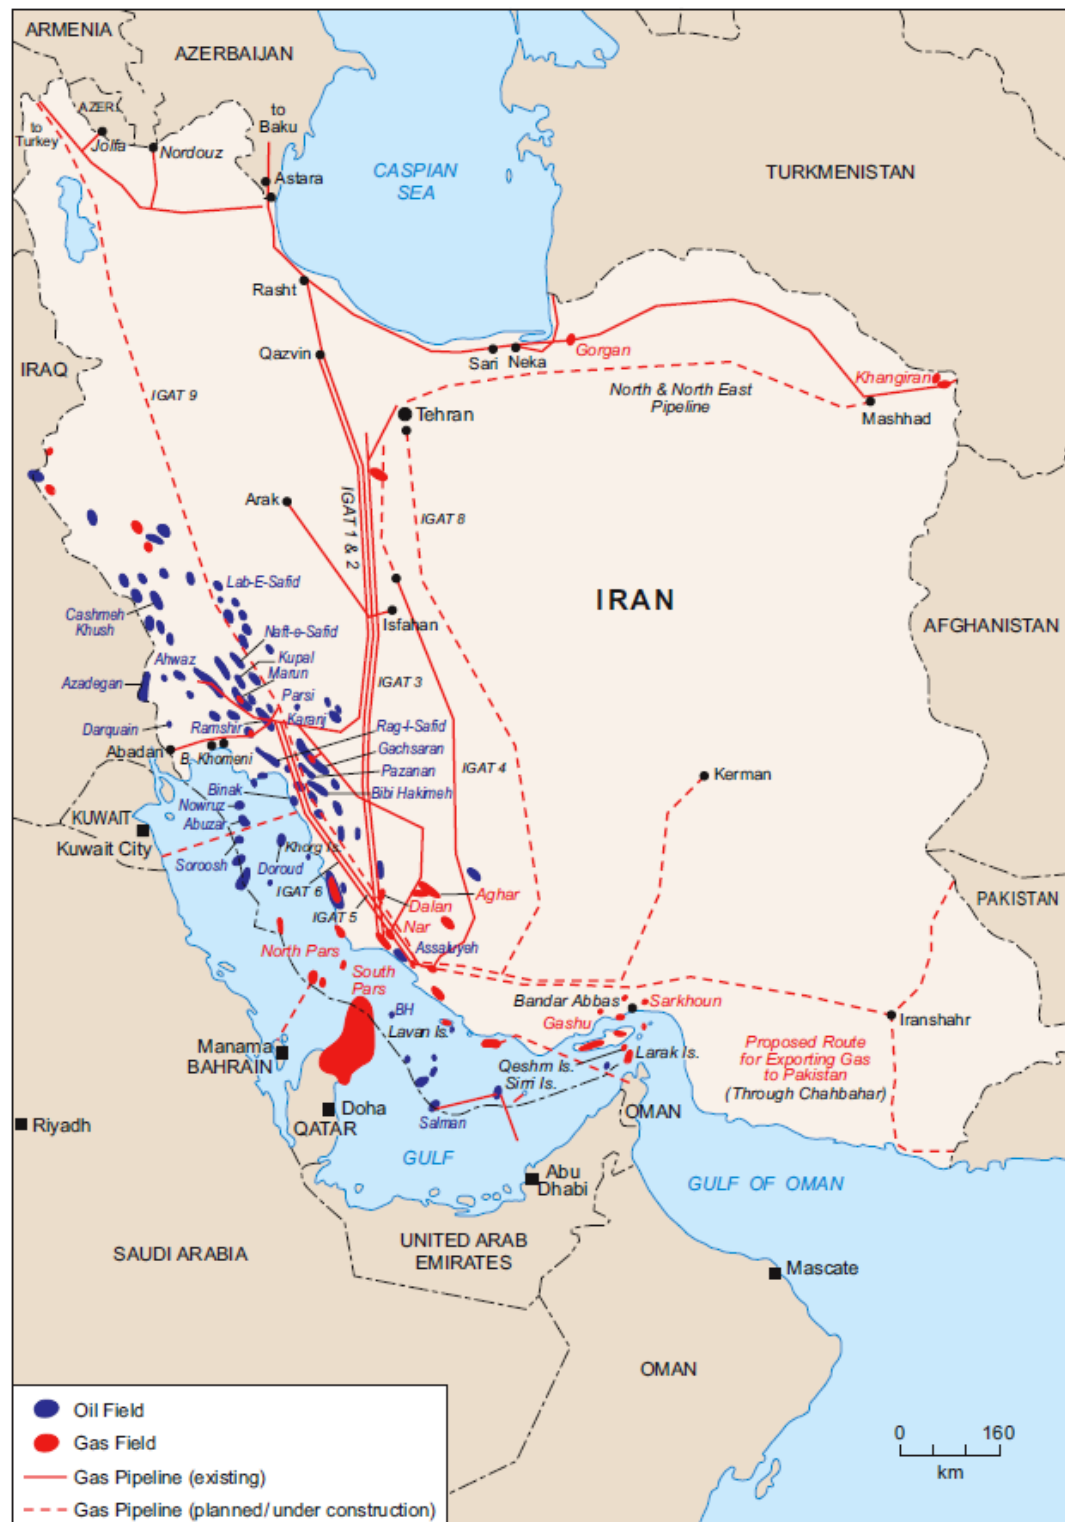 ARMENIA
AZERBAIJAN
AZER.
to
Turkey
Jolfa
Nordouz
to
Baku
Astara
CASPIAN
SEA
TURKMENISTAN
Rasht
Qazvin
IRAQ
IGAT 9
Sari
Neka
Gorgan
Khangiran
Mashhad
North & North East
Pipeline
Tehran
Arak
IGAT 1 & 2
IGAT 8
Isfahan
IRAN
AFGHANISTAN
Lab-E-Safid
Cashmeh
Khush
Naft-e-Safid
Ahwaz
Kupal
Marun
Azadegan
IGAT 3
Parsi
Darquain
Ramshir
Karanj
Rag-I-Safid
Abadan
B. Khomeni
Gachsaran
Pazanan
IGAT 4
Kerman
Binak
Bibi Hakimeh
Nowruz
KUWAIT
Abuzar
Kuwait City
Khorg Is.
Soroosh
Doroud
IGAT 6
IGAT 5
Dalan
Aghar
PAKISTAN
Nar
Assaluyeh
North Pars
South
Pars
BH
Lavan Is.
Bandar Abbas
Sarkhoun
Gashu
Iranshahr
Manama
BAHRAIN
Qeshm Is.
Larak Is.
Sirri Is.
Proposed Route
for Exporting Gas
to Pakistan
(Through Chahbahar)
Riyadh
Doha
QATAR
Salman
OMAN
GULF
Abu
Dhabi
GULF OF OMAN
SAUDI ARABIA
UNITED ARAB
EMIRATES
Mascate
OMAN
Oil Field
Gas Field
Gas Pipeline (existing)
Gas Pipeline (planned/ under construction)
0 160
km